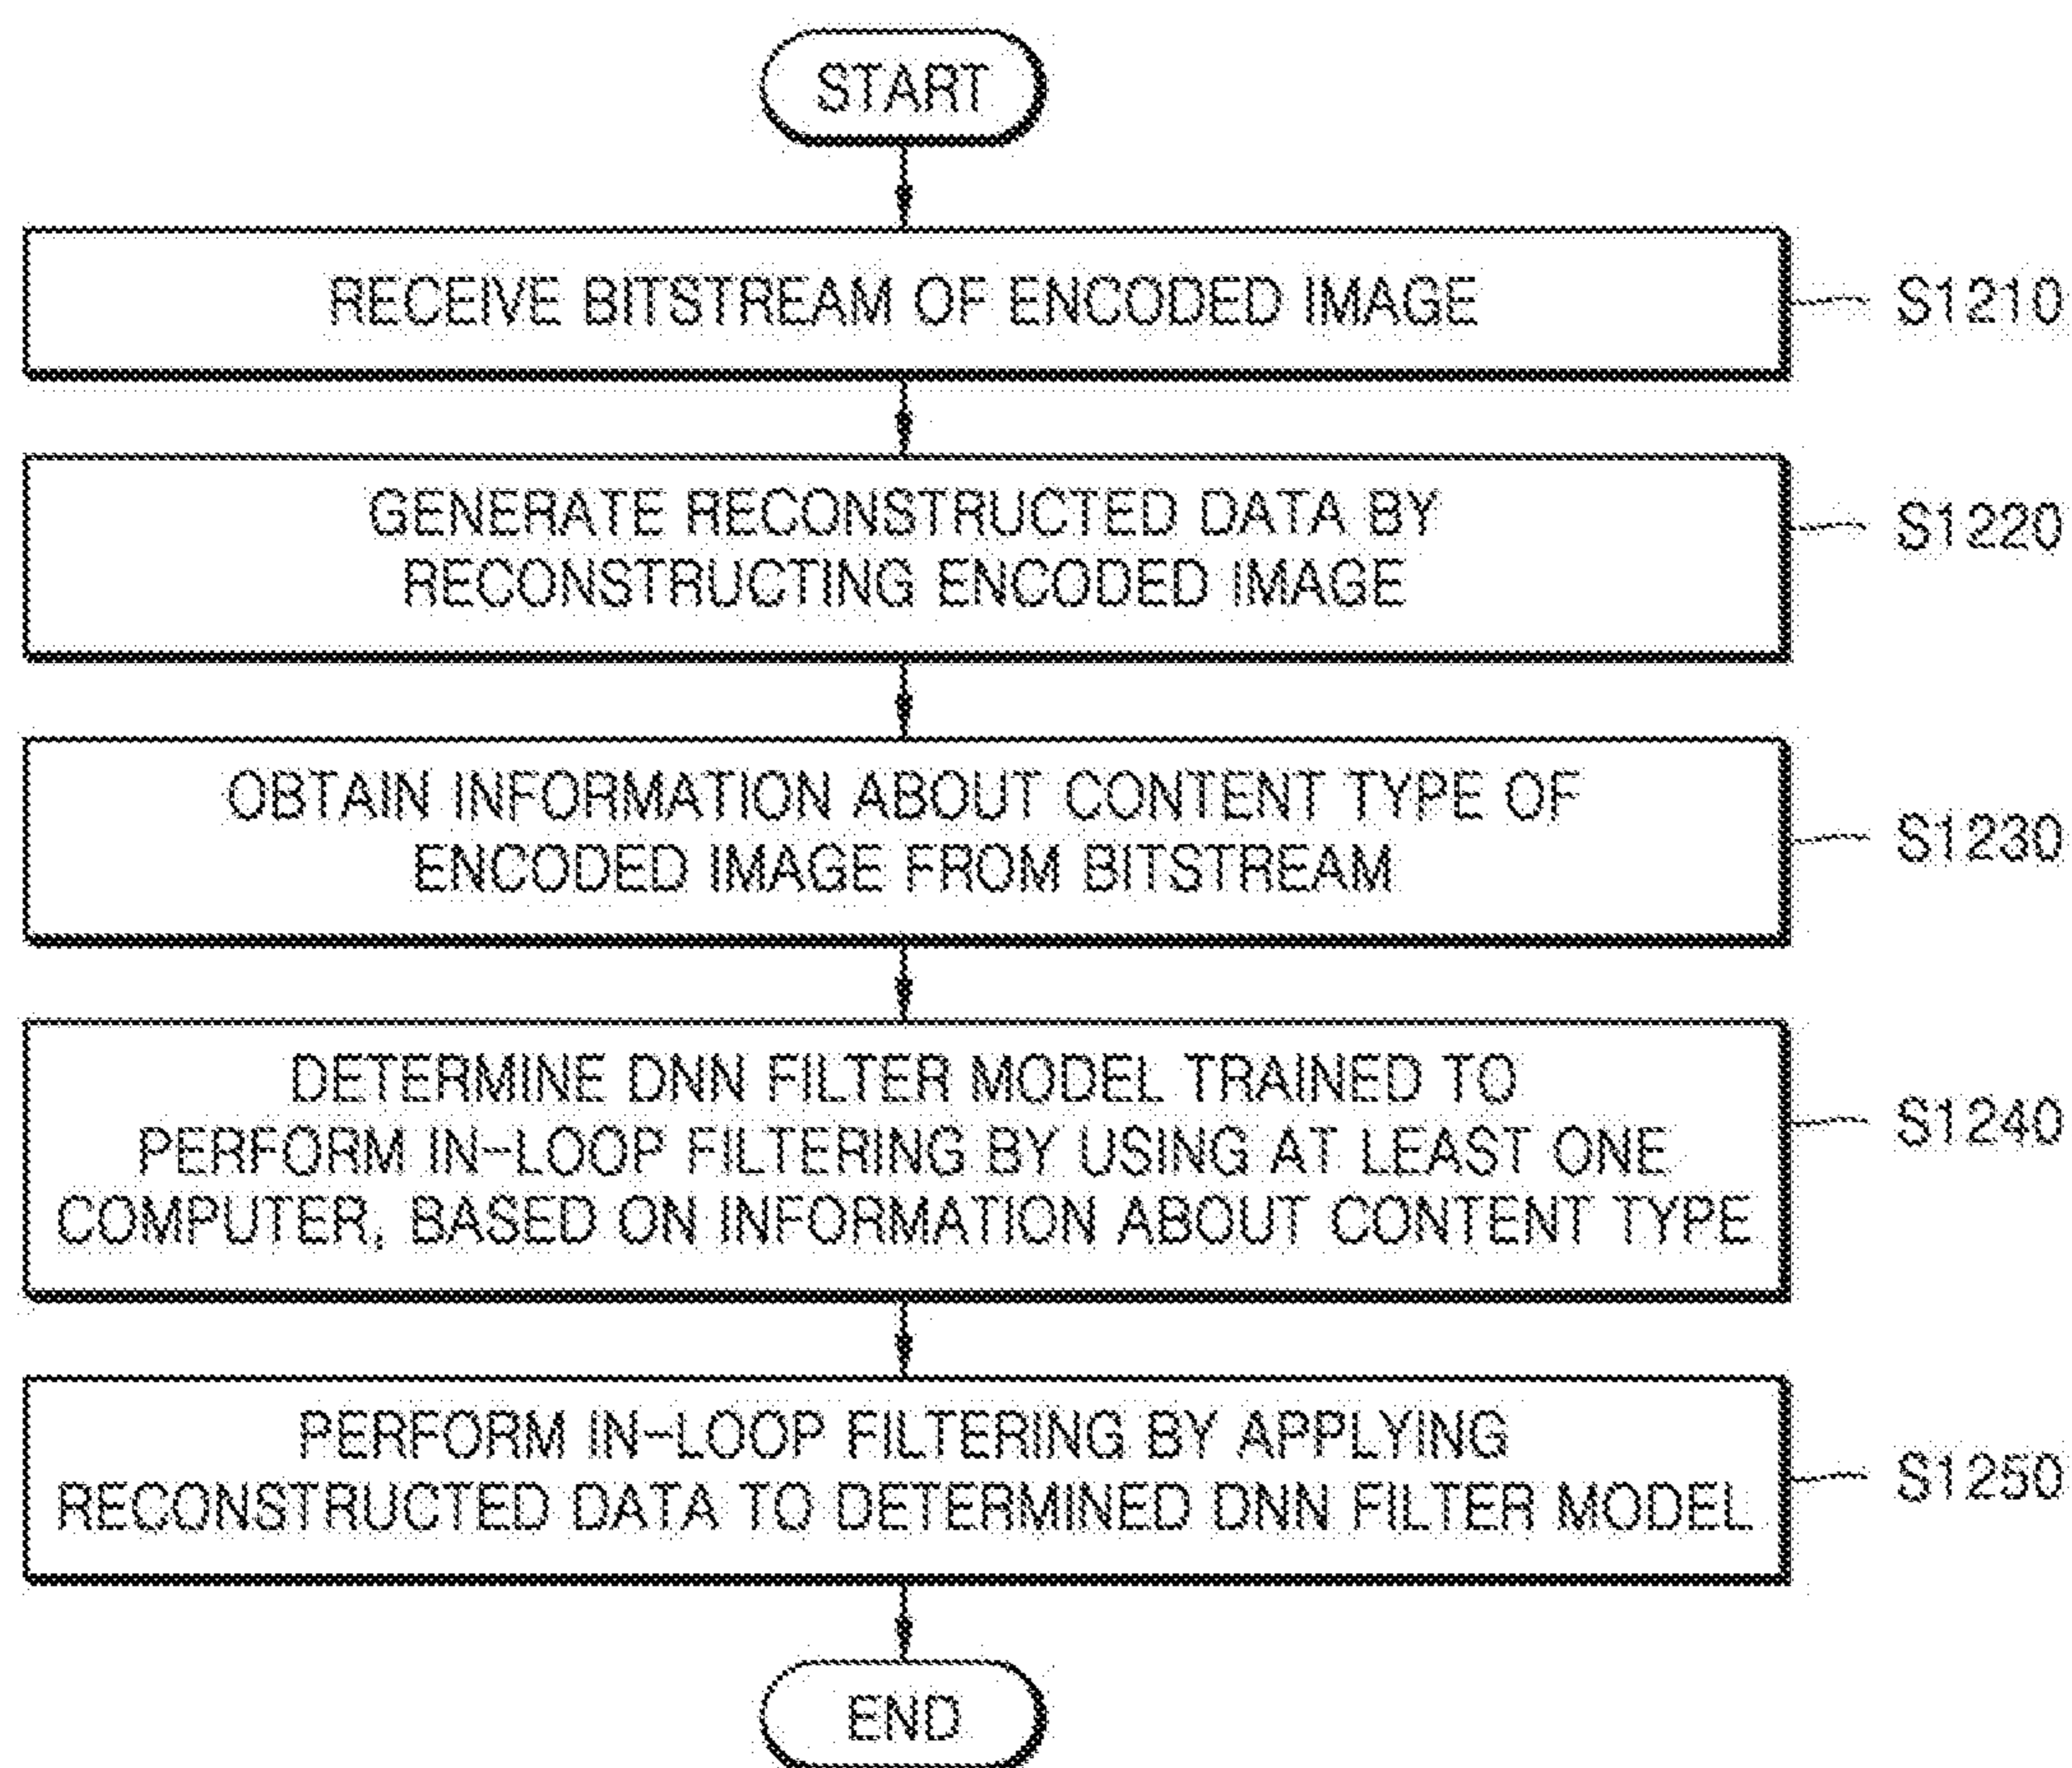 START
RECEIVE BITSTREAM OF ENCODED IMAGE
S1210
GENERATE RECONSTRUCTED DATA BY
RECONSTRUCTING ENCODED IMAGE
S1220
OBTAIN INFORMATION ABOUT CONTENT TYPE OF
ENCODED IMAGE FROM BITSTREAM
S1230
DETERMINE DNN FILTER MODEL TRAINED TO
PERFORM IN-LOOP FILTERING BY USING AT LEAST ONE
COMPUTER, BASED ON INFORMATION ABOUT CONTENT TYPE
S1240
PERFORM IN-LOOP FILTERING BY APPLYING
RECONSTRUCTED DATA TO DETERMINED DNN FILTER MODEL
S1250
END